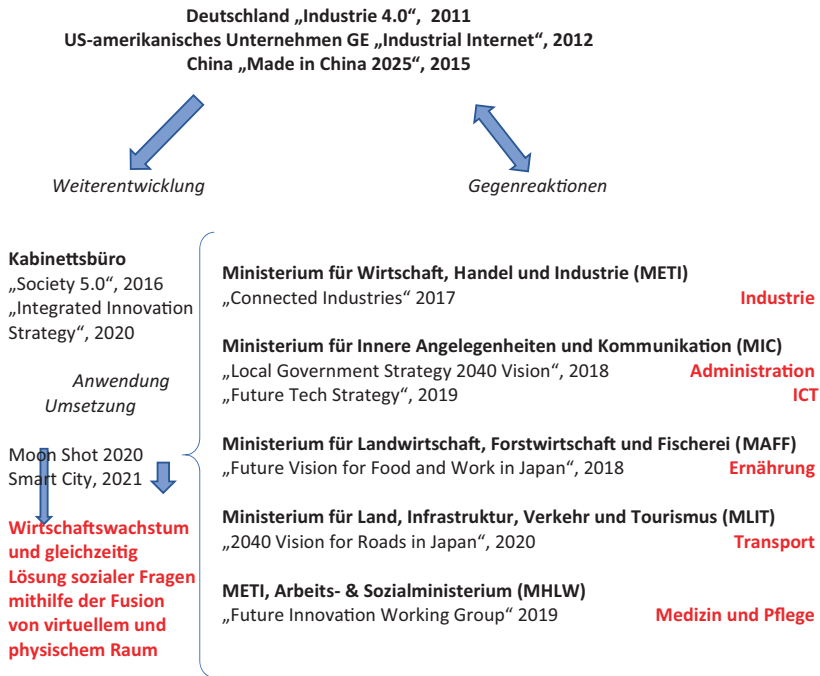 Deutschland „Industrie 4.0“, 2011
US-amerikanisches Unternehmen GE „Industrial Internet“, 2012
China „Made in China 2025“, 2015
Weiterentwicklung
Gegenreaktionen
Kabinettsbüro
„Society 5.0“, 2016
„Integrated Innovation
Strategy“, 2020
Anwendung
Umsetzung
Moon Shot 2020
Smart City, 2021
Wirtschaftswachstum
und gleichzeitig
Lösung sozialer Fragen
mithilfe der Fusion
von virtuellem und
physischem Raum
Ministerium für Wirtschaft, Handel und Industrie (METI)
„Connected Industries“ 2017 Industrie
Ministerium für Innere Angelegenheiten und Kommunikation (MIC)
„Local Government Strategy 2040 Vision“, 2018 Administration
„Future Tech Strategy“, 2019 ICT
Ministerium für Landwirtschaft, Forstwirtschaft und Fischerei (MAFF)
„Future Vision for Food and Work in Japan“, 2018 Ernährung
Ministerium für Land, Infrastruktur, Verkehr und Tourismus (MLIT)
„2040 Vision for Roads in Japan“, 2020 Transport
METI, Arbeits- & Sozialministerium (MHLW)
„Future Innovation Working Group“ 2019 Medizin und Pflege